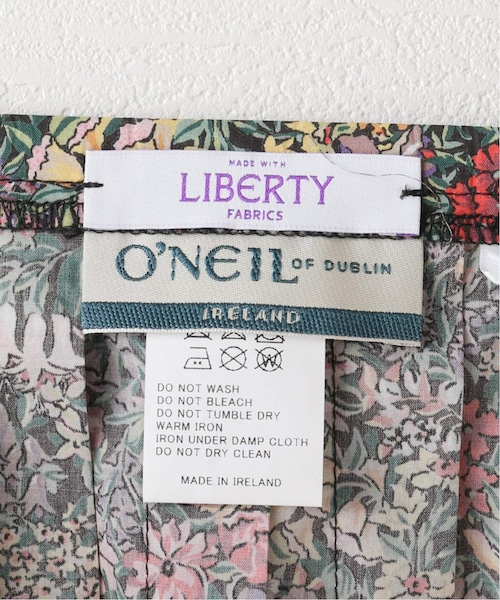 MADE WITH
LIBERTY
FABRICS
O'NEIL OF DUBLIN
IRELAND
DO NOT WASH
DO NOT BLEACH
DO NOT TUMBLE DRY
WARM IRON
IRON UNDER DAMP CLOTH
DO NOT DRY CLEAN
MADE IN IRELAND